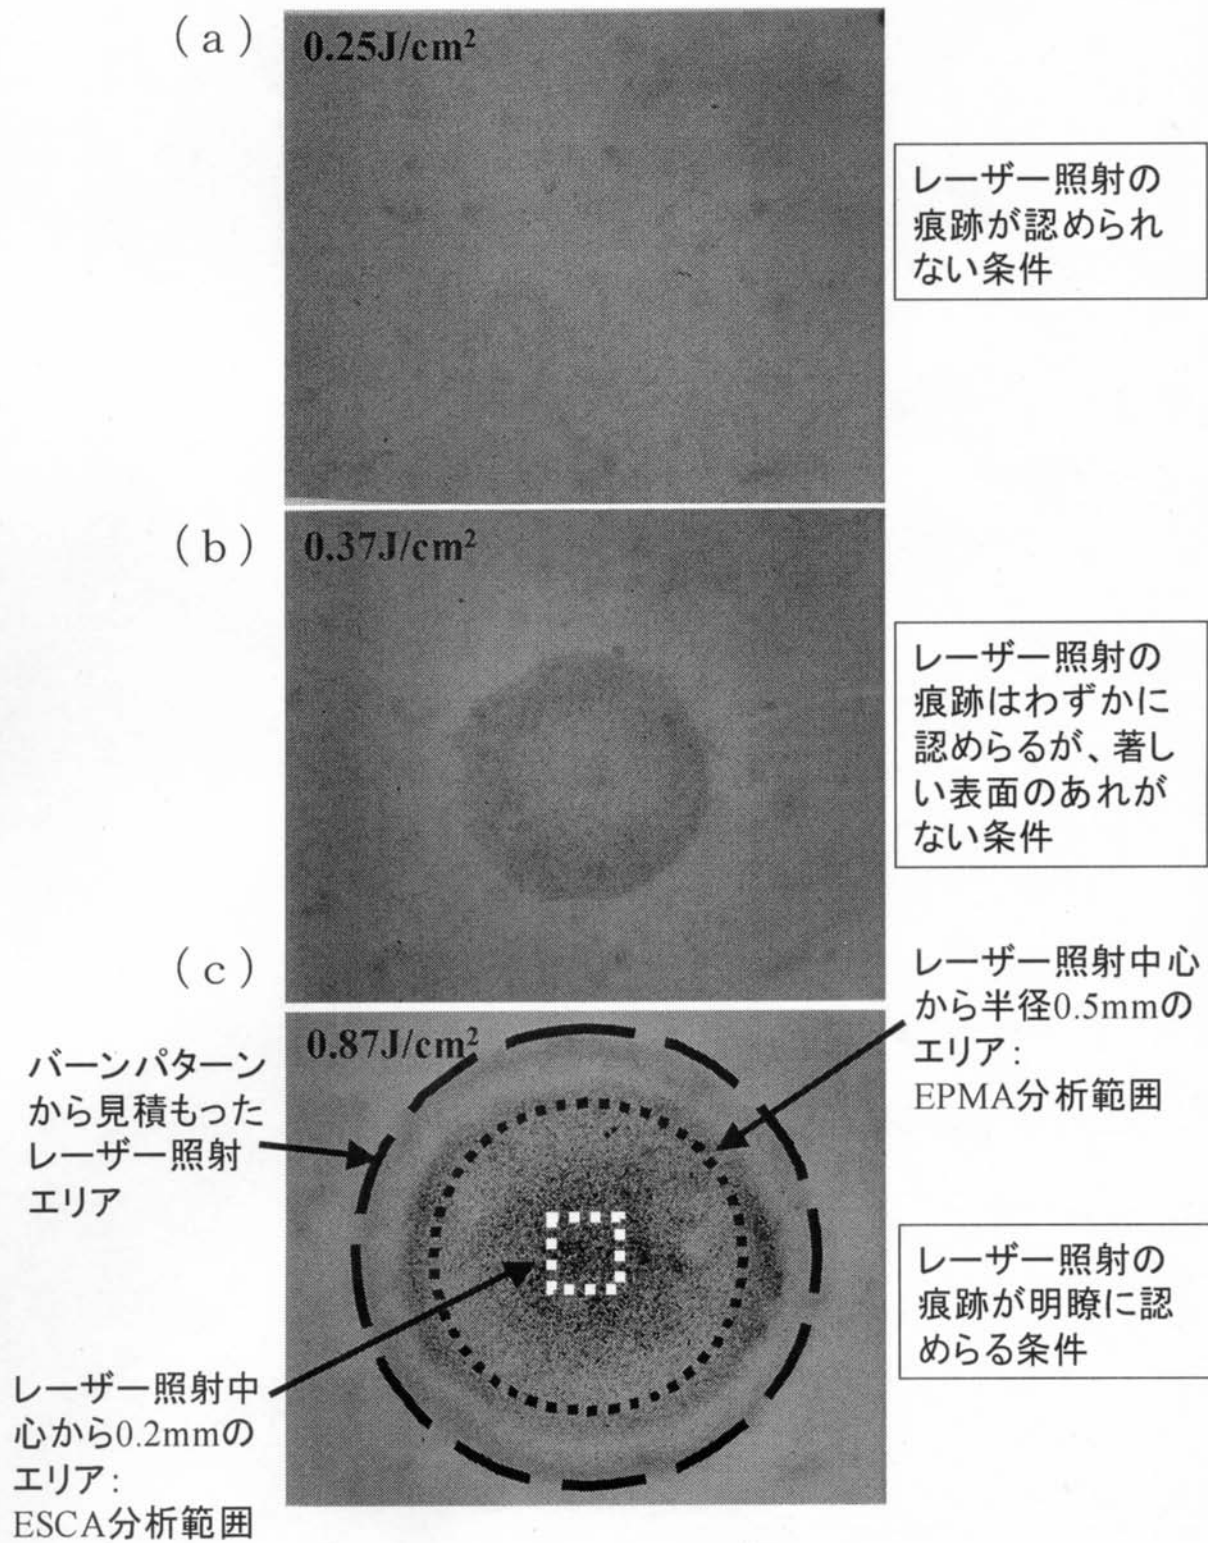 (a)
0.25J/cm²
レーザー照射の
痕跡が認められ
ない条件
(b)
0.37J/cm²
レーザー照射の
痕跡はわずかに
認めらるが、著し
い表面のあれが
ない条件
(c)
0.87J/cm²
レーザー照射中心
から半径0.5mmの
エリア:
EPMA分析範囲
バーンパターン
から見積もった
レーザー照射
エリア
レーザー照射の
痕跡が明瞭に認
めらる条件
レーザー照射中
心から0.2mmの
エリア:
ESCA分析範囲